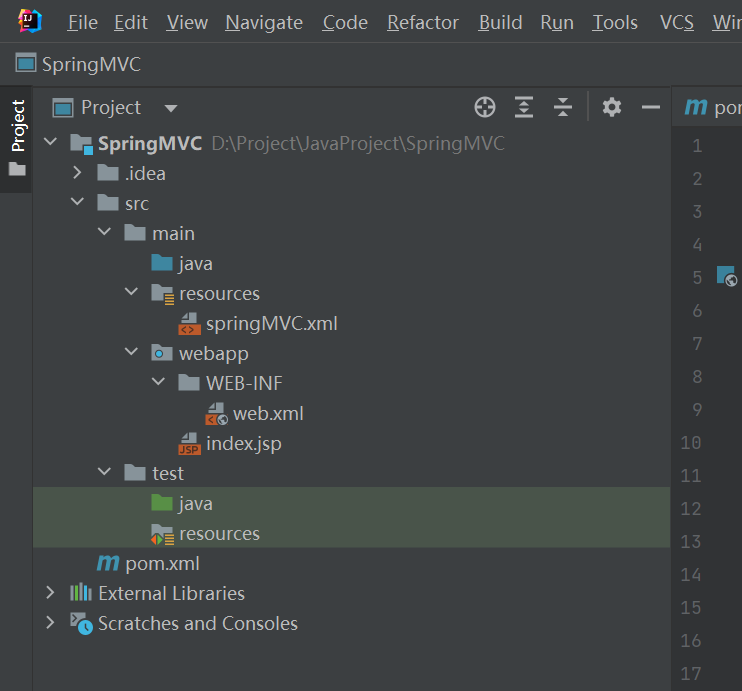 File Edit View Navigate Code Refactor Build Run Tools VCS
SpringMVC
Project
Project
SpringMVC D:\Project\JavaProject\SpringMVC
.idea
src
main
java
resources
springMVC.xml
webapp
WEB-INF
web.xml
index.jsp
test
java
resources
pom.xml
External Libraries
Scratches and Consoles
1
2
3
4
5
6
7
8
9
10
11
12
13
14
15
16
17